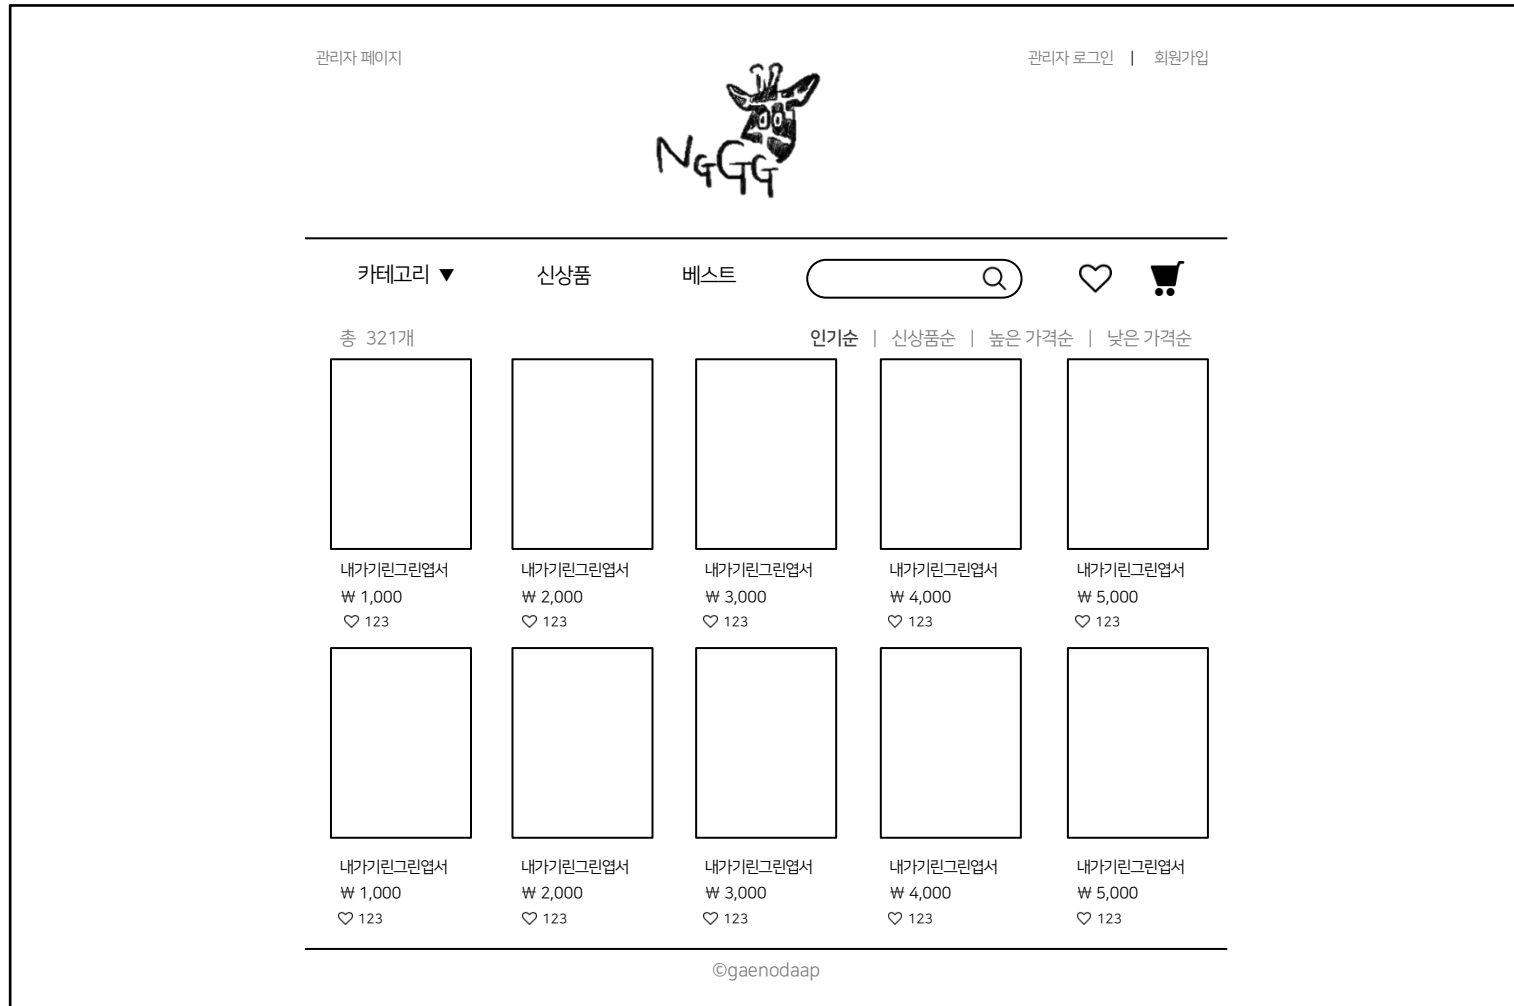 관리자 페이지 관리자 로그인 | 회원가입
NGGG
카테고리 ▼ 신상품 베스트
총 321개 인기순 | 신상품순 | 높은 가격순 | 낮은 가격순
내가기린그린엽서 내가기린그린엽서 내가기린그린엽서 내가기린그린엽서 내가기린그린엽서
₩ 1,000 ₩ 2,000 ₩ 3,000 ₩ 4,000 ₩ 5,000
123 123 123 123 123
내가기린그린엽서 내가기린그린엽서 내가기린그린엽서 내가기린그린엽서 내가기린그린엽서
₩ 1,000 ₩ 2,000 ₩ 3,000 ₩ 4,000 ₩ 5,000
123 123 123 123 123
©gaenodaap